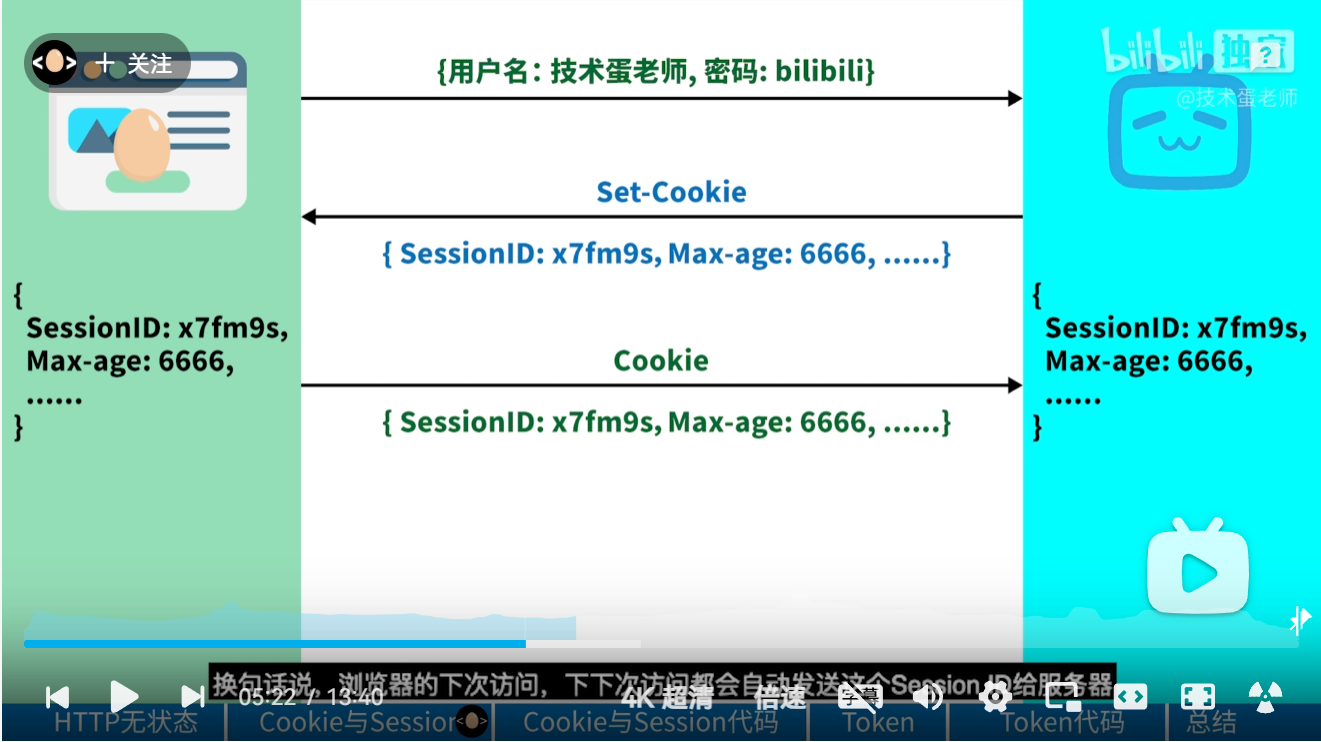 + 关注
{用户名：技术蛋老师, 密码: bilibili}
bilibili 独家
@技术蛋老师
Set-Cookie
{ SessionID: x7fm9s, Max-age: 6666, ......}
{
SessionID: x7fm9s,
Max-age: 6666,
......
}
Cookie
{ SessionID: x7fm9s, Max-age: 6666, ......}
{
SessionID: x7fm9s,
Max-age: 6666,
......
}
换句话说，浏览器的下次访问，下下次访问都会自动发送这个Session ID给服务器
05:22 / 13:40
4K 超清
倍速
字幕
HTTP无状态
Cookie与Session
Cookie与Session代码
Token
Token代码
总结